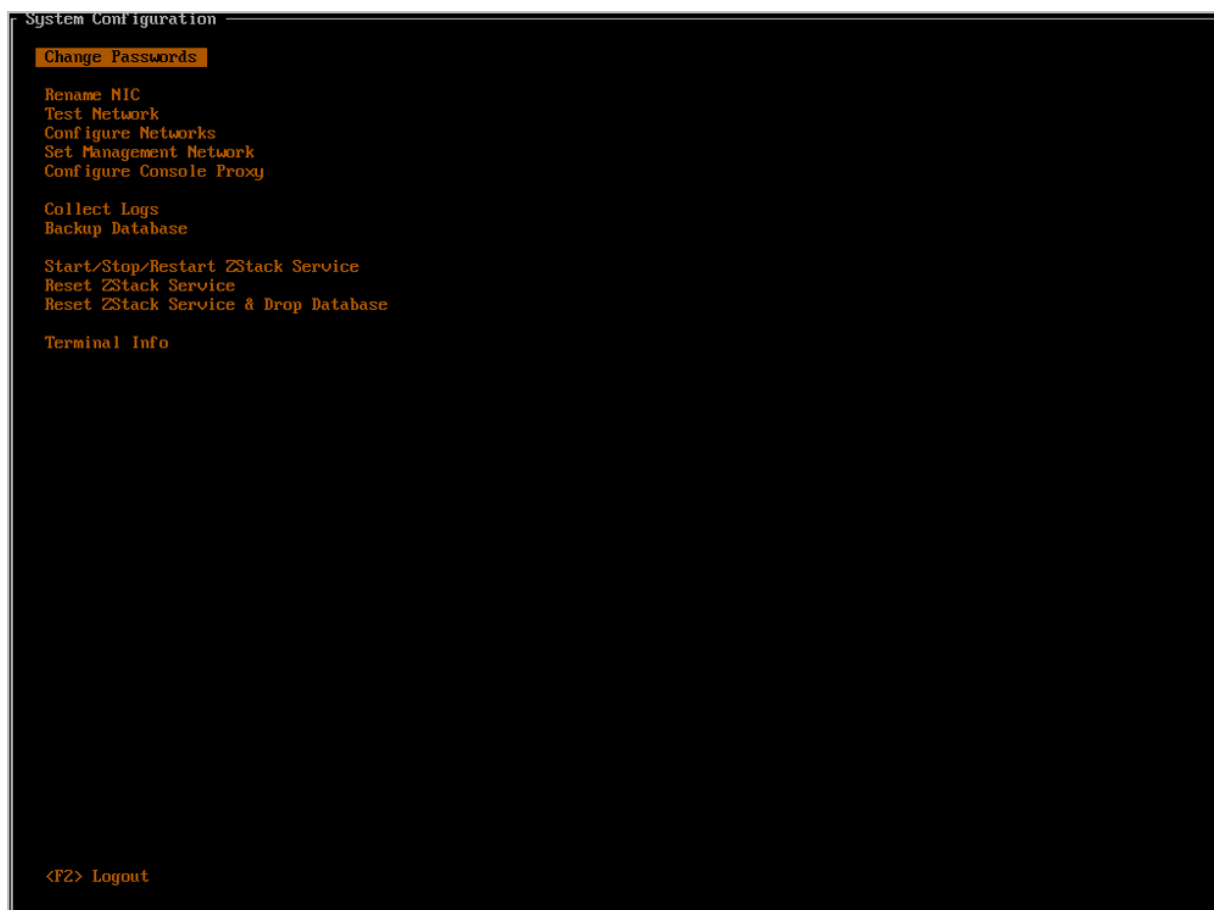 System Configuration
Change Passwords
Rename NIC
Test Network
Configure Networks
Set Management Network
Configure Console Proxy
Collect Logs
Backup Database
Start/Stop/Restart ZStack Service
Reset ZStack Service
Reset ZStack Service & Drop Database
Terminal Info
<F2> Logout